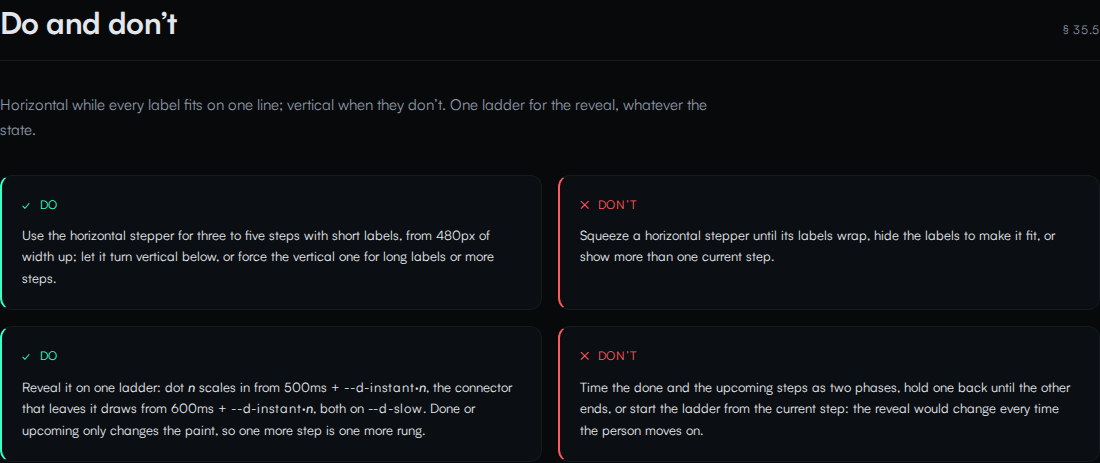 Do and don’t
§ 35.5
Horizontal while every label fits on one line; vertical when they don’t. One ladder for the reveal, whatever the
state.
✓ DO
Use the horizontal stepper for three to five steps with short labels, from 480px of
width up; let it turn vertical below, or force the vertical one for long labels or more
steps.
✕ DON’T
Squeeze a horizontal stepper until its labels wrap, hide the labels to make it fit, or
show more than one current step.
✓ DO
Reveal it on one ladder: dot n scales in from 500ms + --d-instant·n, the connector
that leaves it draws from 600ms + --d-instant·n, both on --d-slow. Done or
upcoming only changes the paint, so one more step is one more rung.
✕ DON’T
Time the done and the upcoming steps as two phases, hold one back until the other
ends, or start the ladder from the current step: the reveal would change every time
the person moves on.